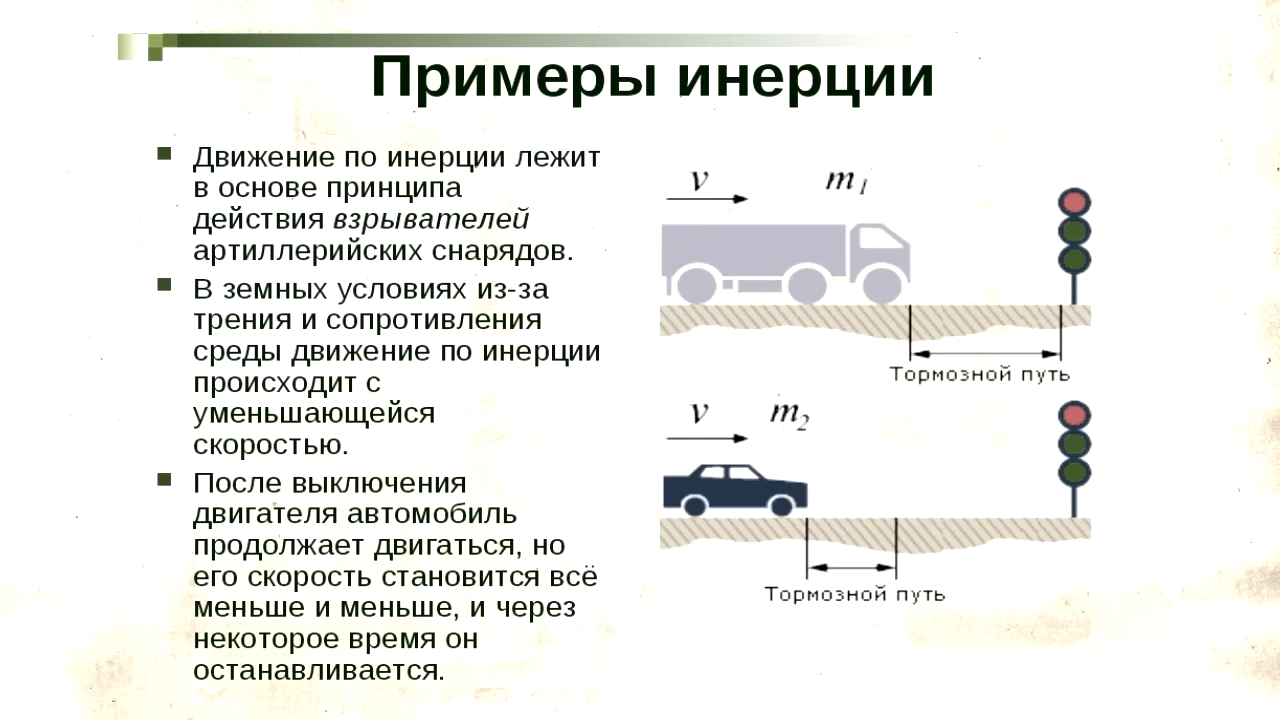 Примеры инерции
Движение по инерции лежит
в основе принципа
действия взрывателей
артиллерийских снарядов.
В земных условиях из-за
трения и сопротивления
среды движение по инерции
происходит с
уменьшающейся
скоростью.
После выключения
двигателя автомобиль
продолжает двигаться, но
его скорость становится всё
меньше и меньше, и через
некоторое время он
останавливается.
v m1
Тормозной путь
v m2
Тормозной путь